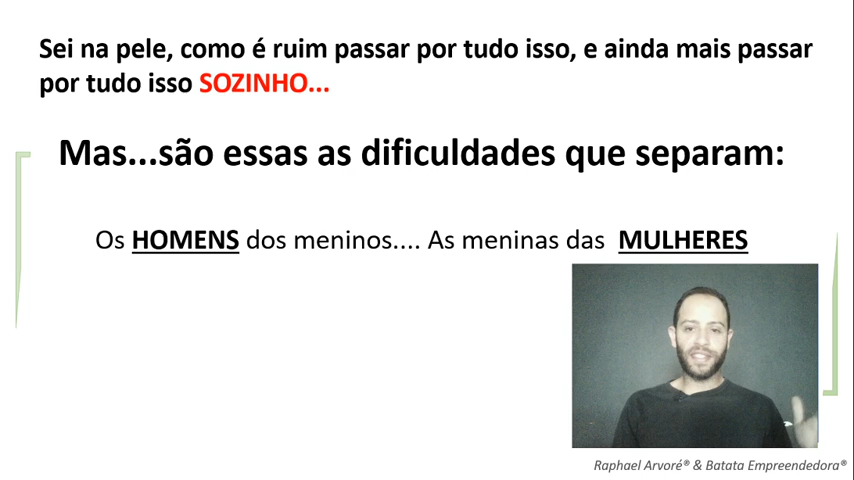 Sei na pele, como é ruim passar por tudo isso, e ainda mais passar
por tudo isso SOZINHO...
Mas...são essas as dificuldades que separam:
Os HOMENS dos meninos.... As meninas das MULHERES
Raphael Arvoré® & Batata Empreendedora®